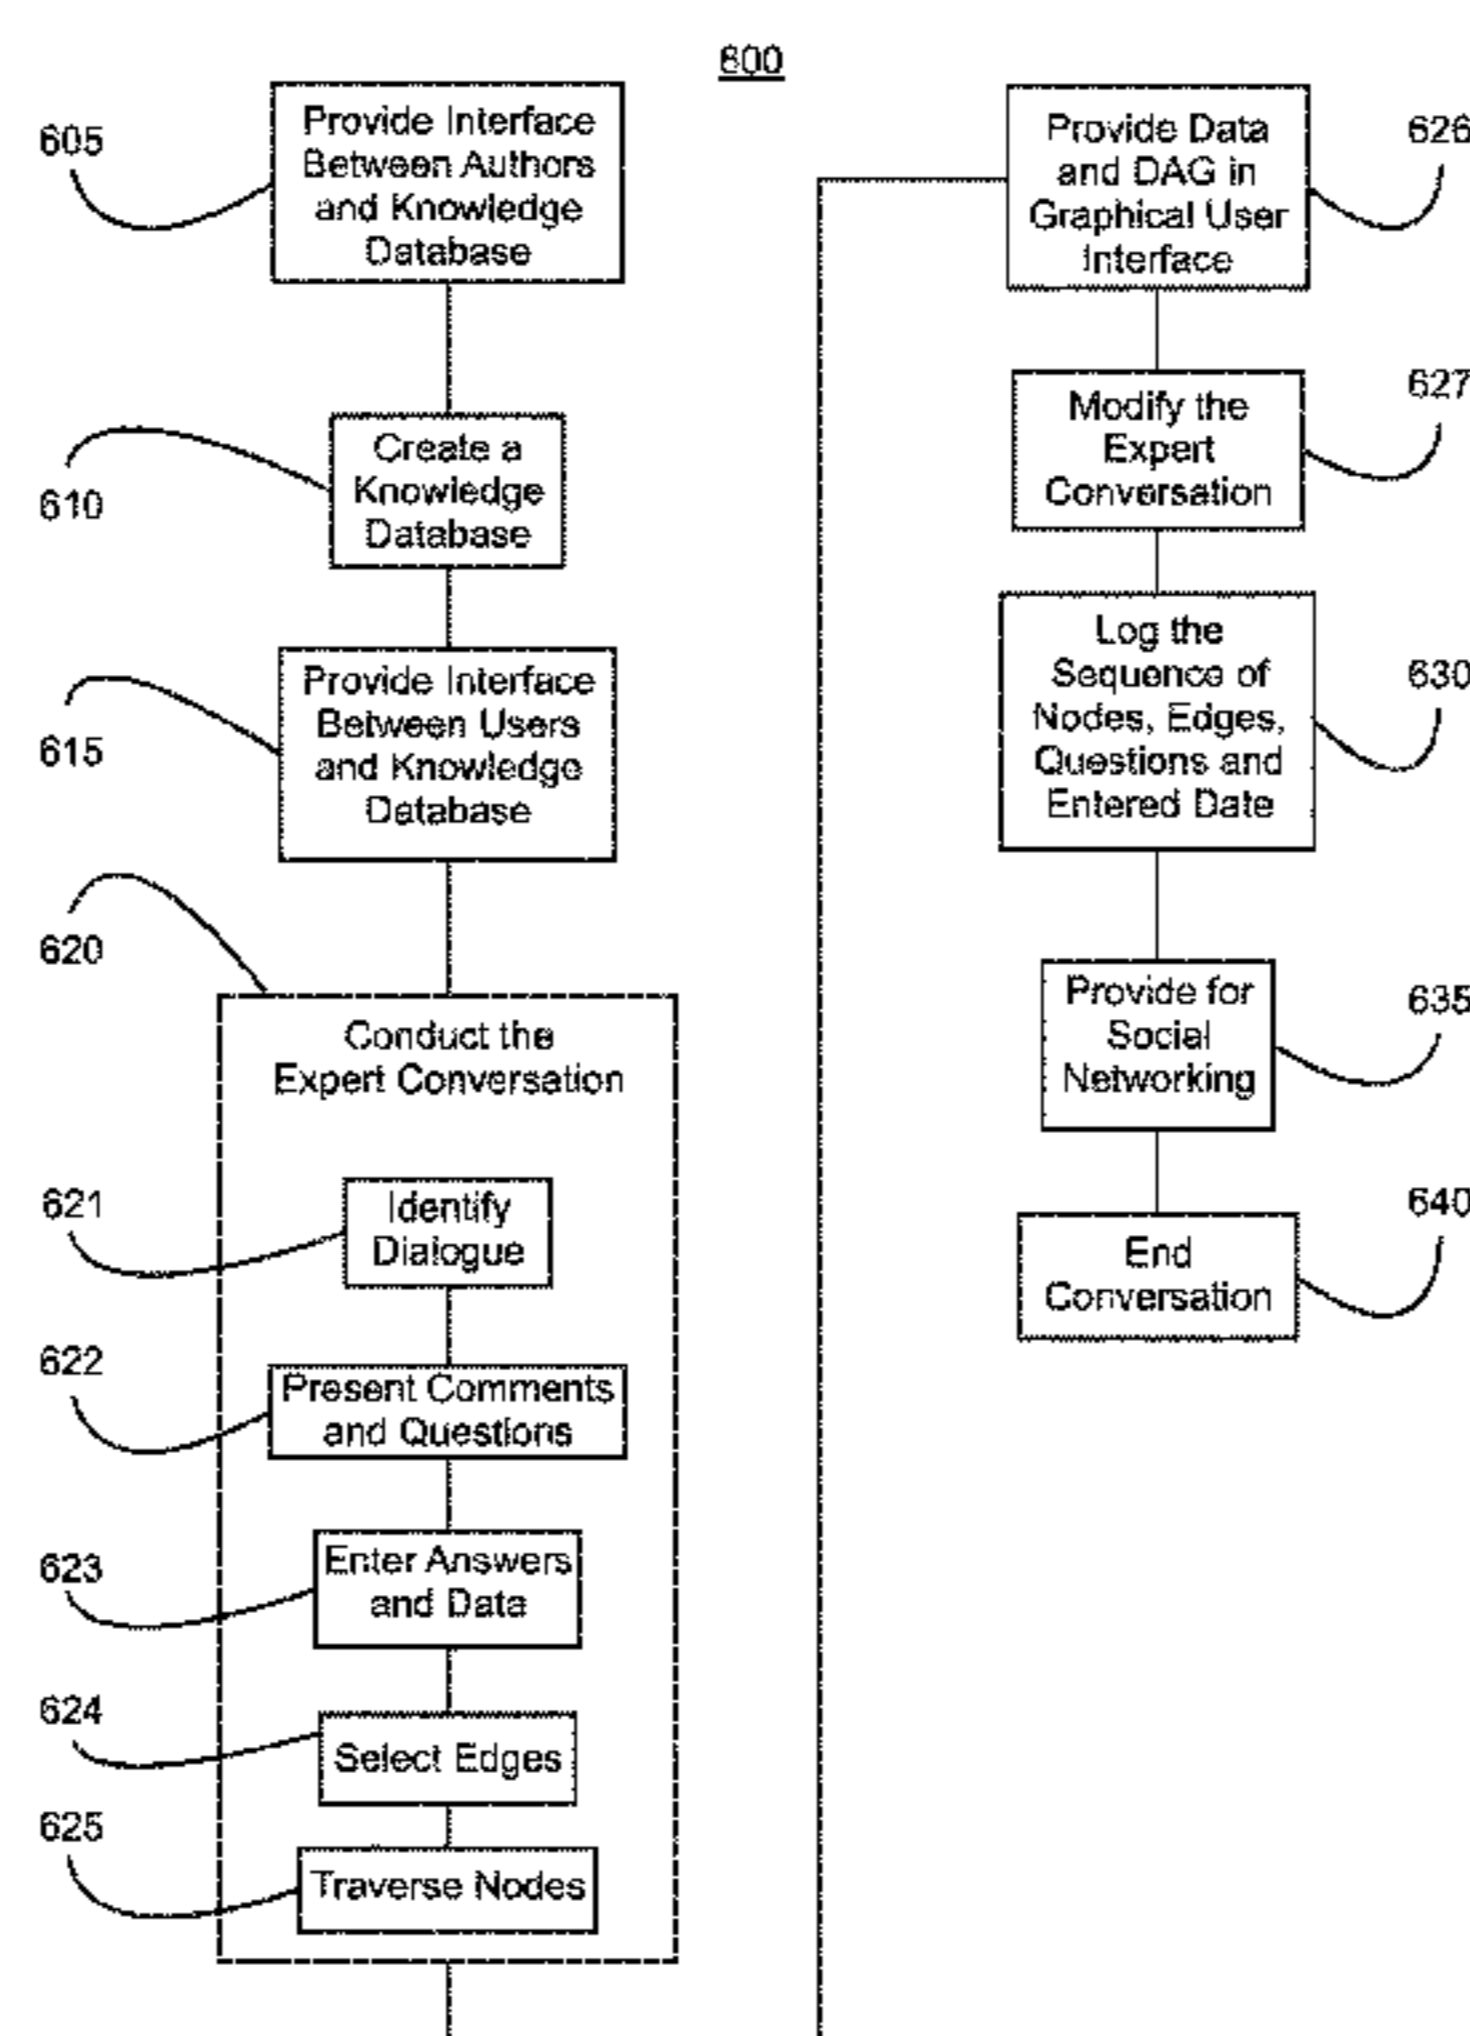 600
605
Provide Interface
Between Authors
and Knowledge
Database
610
Create a
Knowledge
Database
615
Provide Interface
Between Users
and Knowledge
Database
620
Conduct the
Expert Conversation
621
Identify
Dialogue
622
Present Comments
and Questions
623
Enter Answers
and Data
624
Select Edges
625
Traverse Nodes
Provide Data
and DAG in
Graphical User
Interface
626
Modify the
Expert
Conversation
627
Log the
Sequence of
Nodes, Edges,
Questions and
Entered Date
630
Provide for
Social
Networking
635
End
Conversation
640